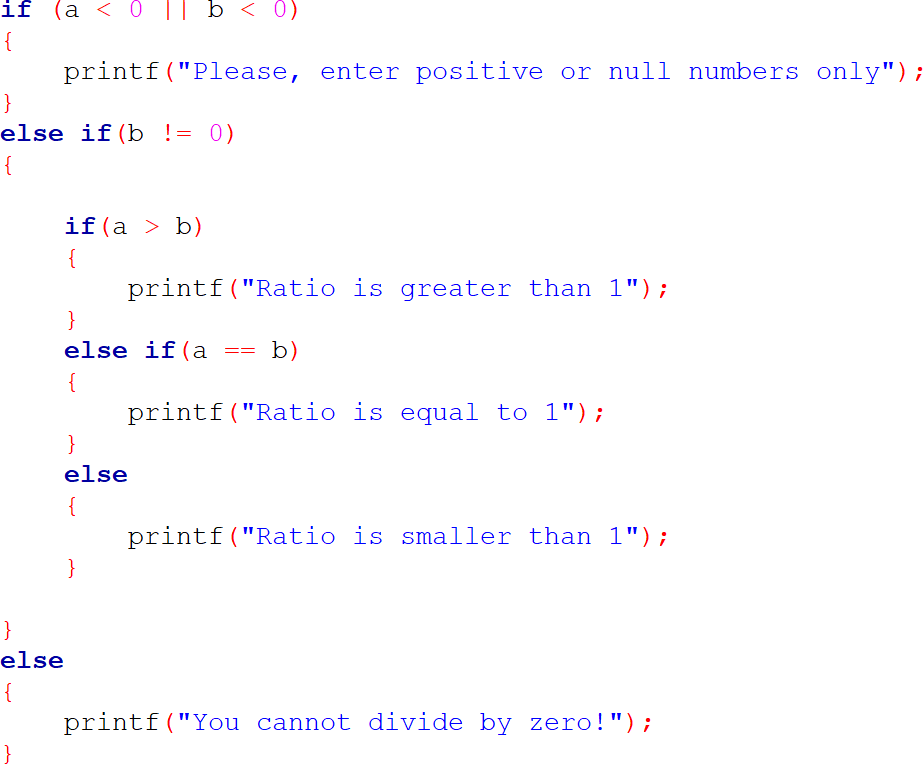 if (a < 0 || b < 0)
{
    printf("Please, enter positive or null numbers only");
}
else if(b != 0)
{

    if(a > b)
    {
        printf("Ratio is greater than 1");
    }
    else if(a == b)
    {
        printf("Ratio is equal to 1");
    }
    else
    {
        printf("Ratio is smaller than 1");
    }

}
else
{
    printf("You cannot divide by zero!");
}